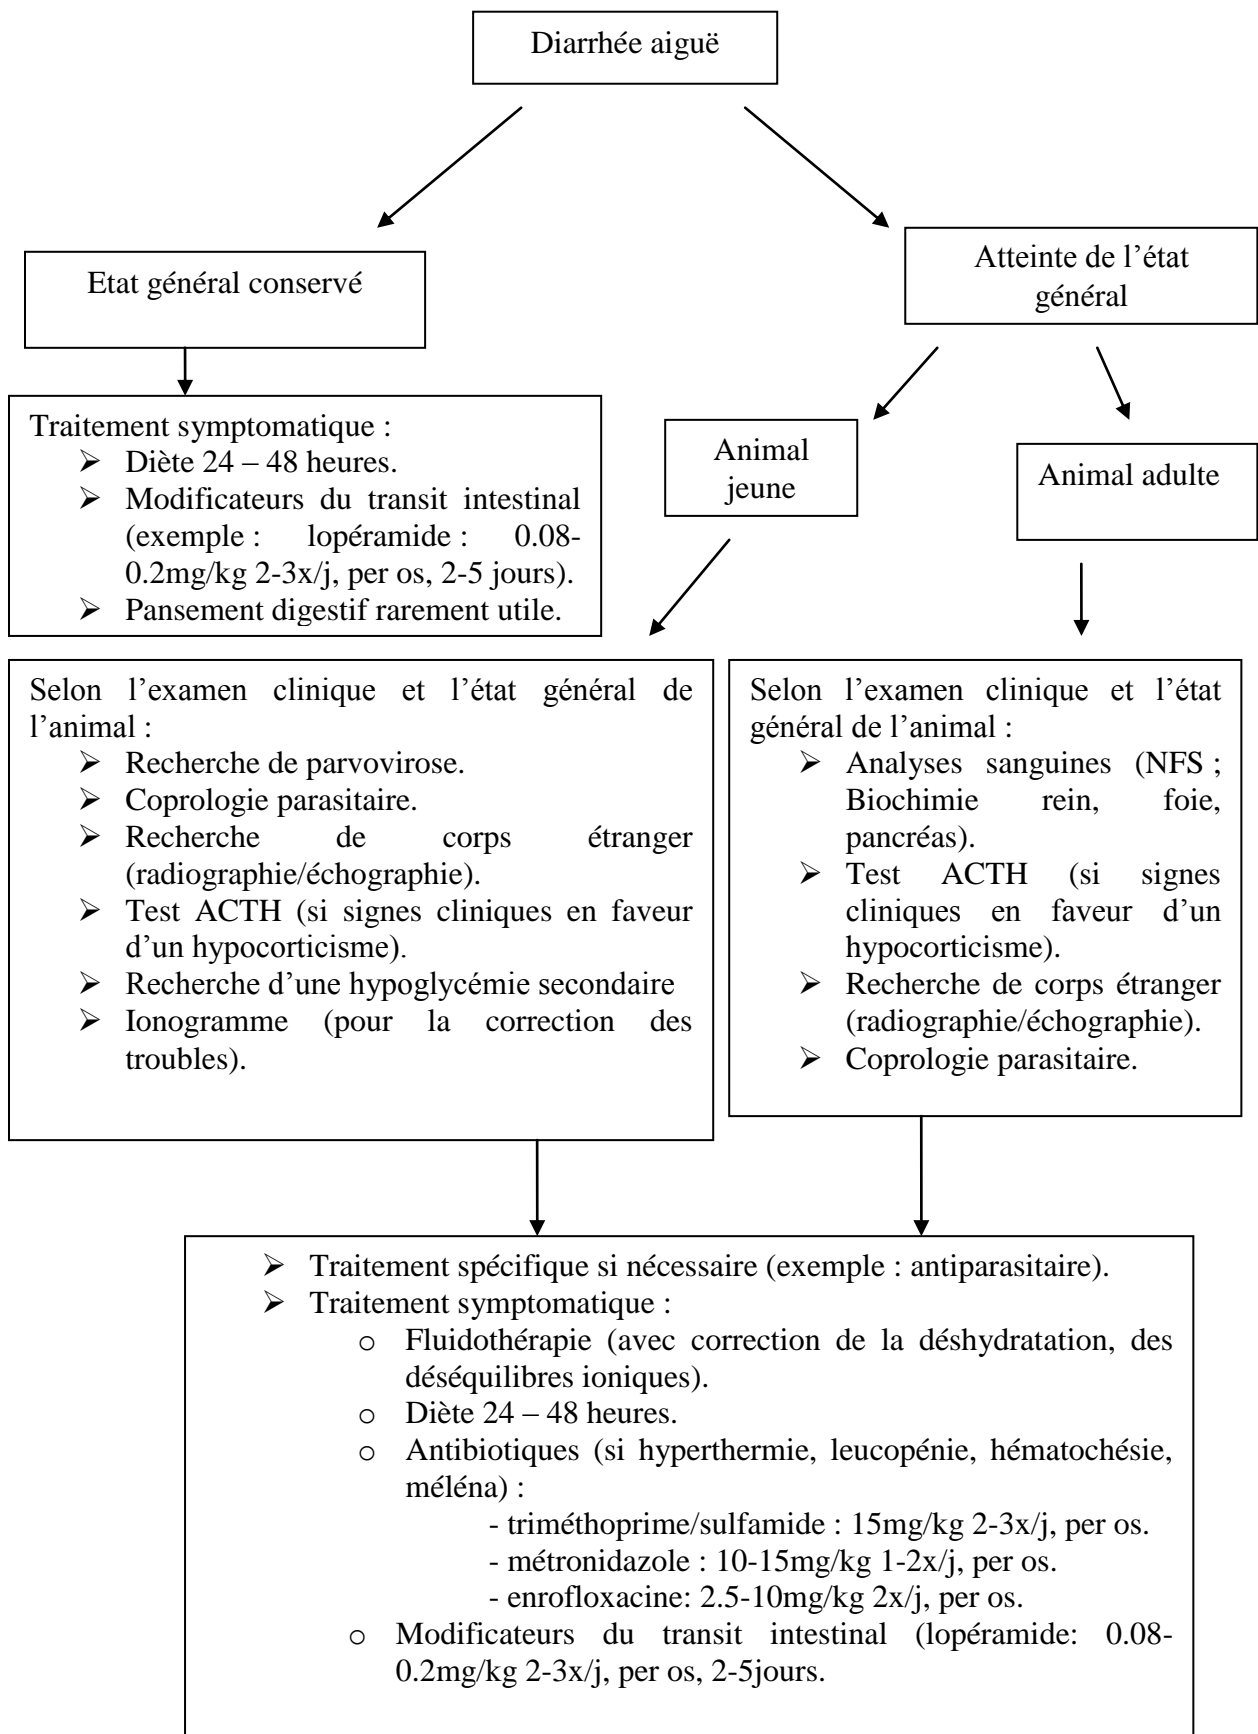 Diarrhée aiguë
Etat général conservé
Atteinte de l’état
général
Traitement symptomatique :
➢ Diète 24 – 48 heures.
➢ Modificateurs du transit intestinal
(exemple : lopéramide : 0.08-
0.2mg/kg 2-3x/j, per os, 2-5 jours).
➢ Pansement digestif rarement utile.
Animal
jeune
Animal adulte
Selon l’examen clinique et l’état général de
l’animal :
➢ Recherche de parvovirose.
➢ Coprologie parasitaire.
➢ Recherche de corps étranger
(radiographie/échographie).
➢ Test ACTH (si signes cliniques en faveur
d’un hypocorticisme).
➢ Recherche d’une hypoglycémie secondaire
➢ Ionogramme (pour la correction des
troubles).
Selon l’examen clinique et l’état
général de l’animal :
➢ Analyses sanguines (NFS ;
Biochimie rein, foie,
pancréas).
➢ Test ACTH (si signes
cliniques en faveur d’un
hypocorticisme).
➢ Recherche de corps étranger
(radiographie/échographie).
➢ Coprologie parasitaire.
➢ Traitement spécifique si nécessaire (exemple : antiparasitaire).
➢ Traitement symptomatique :
o Fluidothérapie (avec correction de la déshydratation, des
déséquilibres ioniques).
o Diète 24 – 48 heures.
o Antibiotiques (si hyperthermie, leucopénie, hématochésie,
méléna) :
- triméthoprime/sulfamide : 15mg/kg 2-3x/j, per os.
- métronidazole : 10-15mg/kg 1-2x/j, per os.
- enrofloxacine: 2.5-10mg/kg 2x/j, per os.
o Modificateurs du transit intestinal (lopéramide: 0.08-
0.2mg/kg 2-3x/j, per os, 2-5jours.